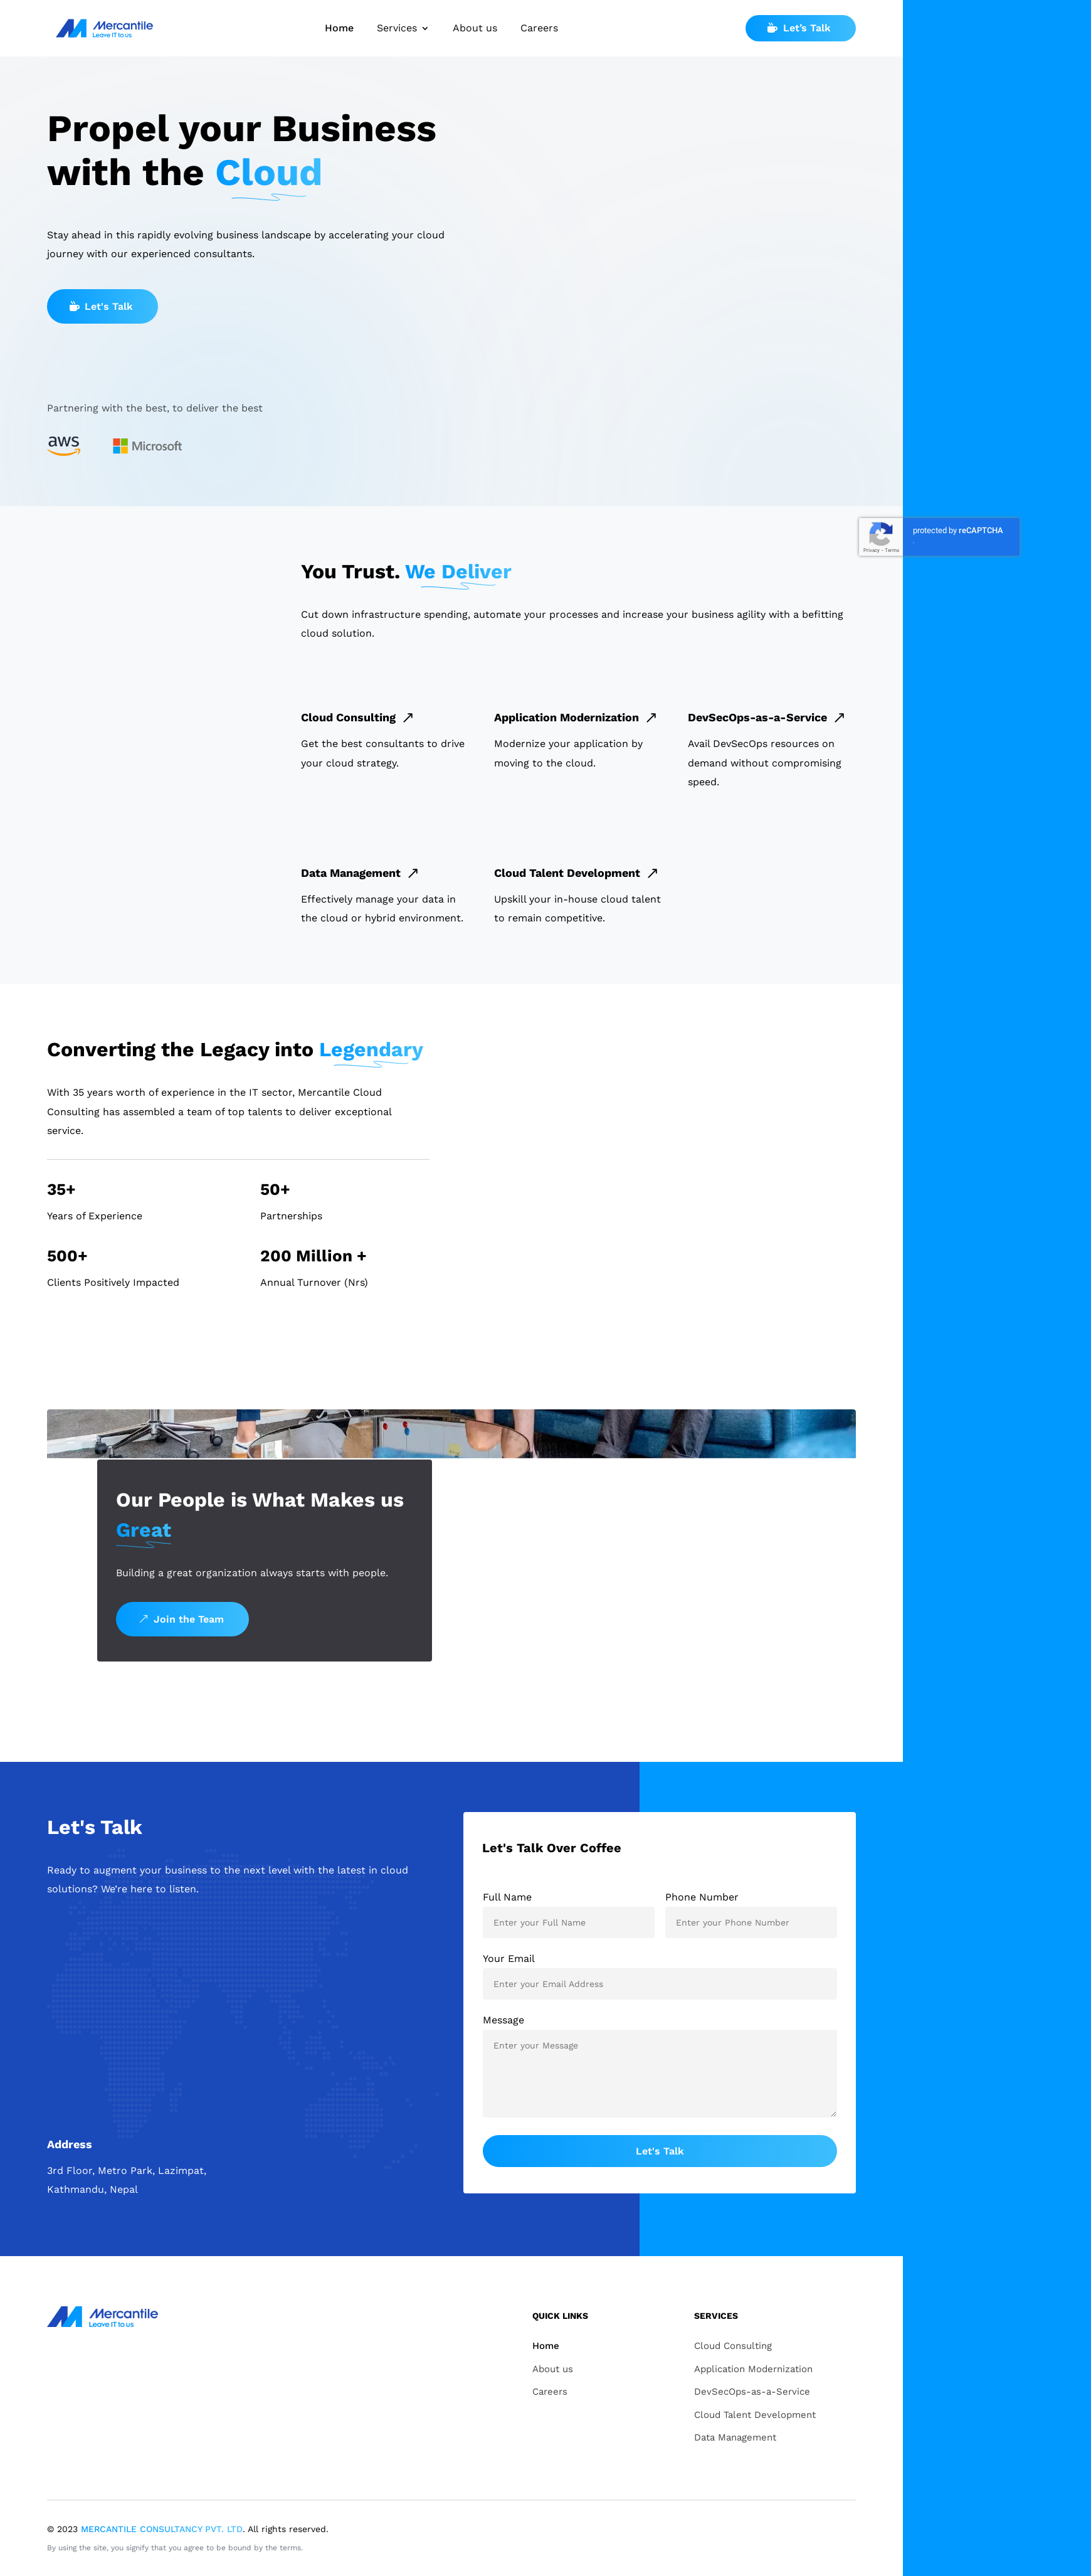 Mercantile
Leave IT to us
Home
Services
About us
Careers
Let's Talk
Propel your Business
with the Cloud
Stay ahead in this rapidly evolving business landscape by accelerating your cloud
journey with our experienced consultants.
Let's Talk
Partnering with the best, to deliver the best
aws
Microsoft
protected by reCAPTCHA
Privacy - Terms
You Trust. We Deliver
Cut down infrastructure spending, automate your processes and increase your business agility with a befitting
cloud solution.
Cloud Consulting
Get the best consultants to drive
your cloud strategy.
Application Modernization
Modernize your application by
moving to the cloud.
DevSecOps-as-a-Service
Avail DevSecOps resources on
demand without compromising
speed.
Data Management
Effectively manage your data in
the cloud or hybrid environment.
Cloud Talent Development
Upskill your in-house cloud talent
to remain competitive.
Converting the Legacy into Legendary
With 35 years worth of experience in the IT sector, Mercantile Cloud
Consulting has assembled a team of top talents to deliver exceptional
service.
35+
Years of Experience
50+
Partnerships
500+
Clients Positively Impacted
200 Million +
Annual Turnover (Nrs)
Our People is What Makes us
Great
Building a great organization always starts with people.
Join the Team
Let's Talk
Ready to augment your business to the next level with the latest in cloud
solutions? We're here to listen.
Address
3rd Floor, Metro Park, Lazimpat,
Kathmandu, Nepal
Let's Talk Over Coffee
Full Name
Enter your Full Name
Phone Number
Enter your Phone Number
Your Email
Enter your Email Address
Message
Enter your Message
Let's Talk
Mercantile
Leave IT to us
QUICK LINKS
Home
About us
Careers
SERVICES
Cloud Consulting
Application Modernization
DevSecOps-as-a-Service
Cloud Talent Development
Data Management
© 2023 MERCANTILE CONSULTANCY PVT. LTD. All rights reserved.
By using the site, you signify that you agree to be bound by the terms.